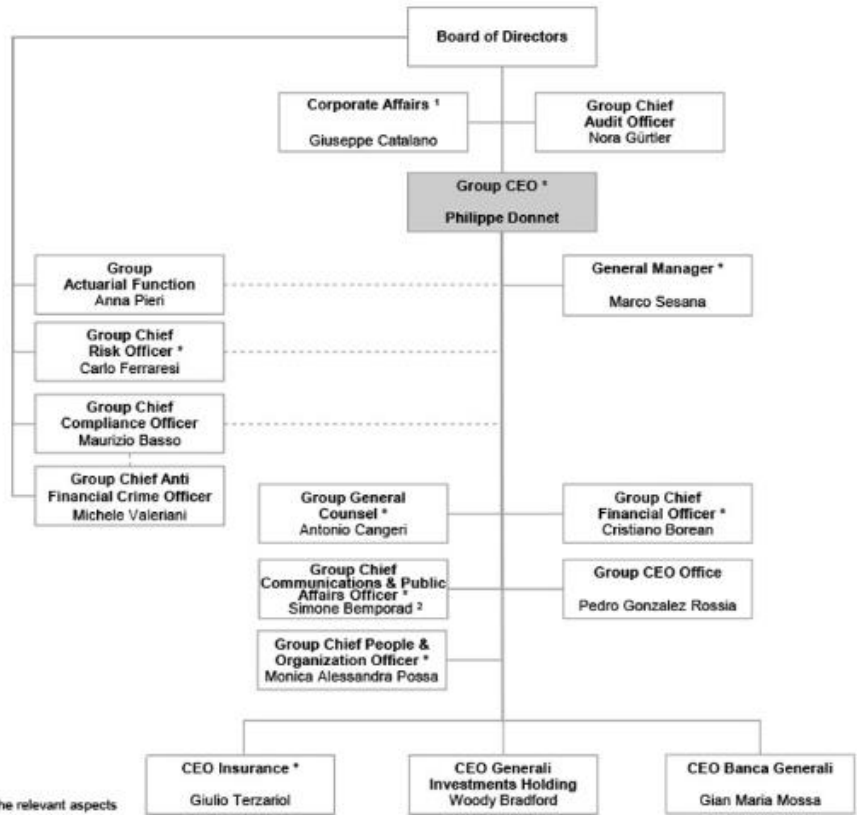 Board of Directors
Corporate Affairs ¹
Giuseppe Catalano
Group Chief
Audit Officer
Nora Gürtler
Group CEO *
Philippe Donnet
Group
Actuarial Function
Anna Pieri
General Manager *
Marco Sesana
Group Chief
Risk Officer *
Carlo Ferraresi
Group Chief
Compliance Officer
Maurizio Basso
Group Chief Anti
Financial Crime Officer
Michele Valeriani
Group General
Counsel *
Antonio Cangeri
Group Chief
Financial Officer *
Cristiano Borean
Group Chief
Communications & Public
Affairs Officer *
Simone Bemporad ²
Group CEO Office
Pedro Gonzalez Rossia
Group Chief People &
Organization Officer *
Monica Alessandra Possa
CEO Insurance *
Giulio Terzariol
CEO Generali
Investments Holding
Woody Bradford
CEO Banca Generali
Gian Maria Mossa
relevant aspects